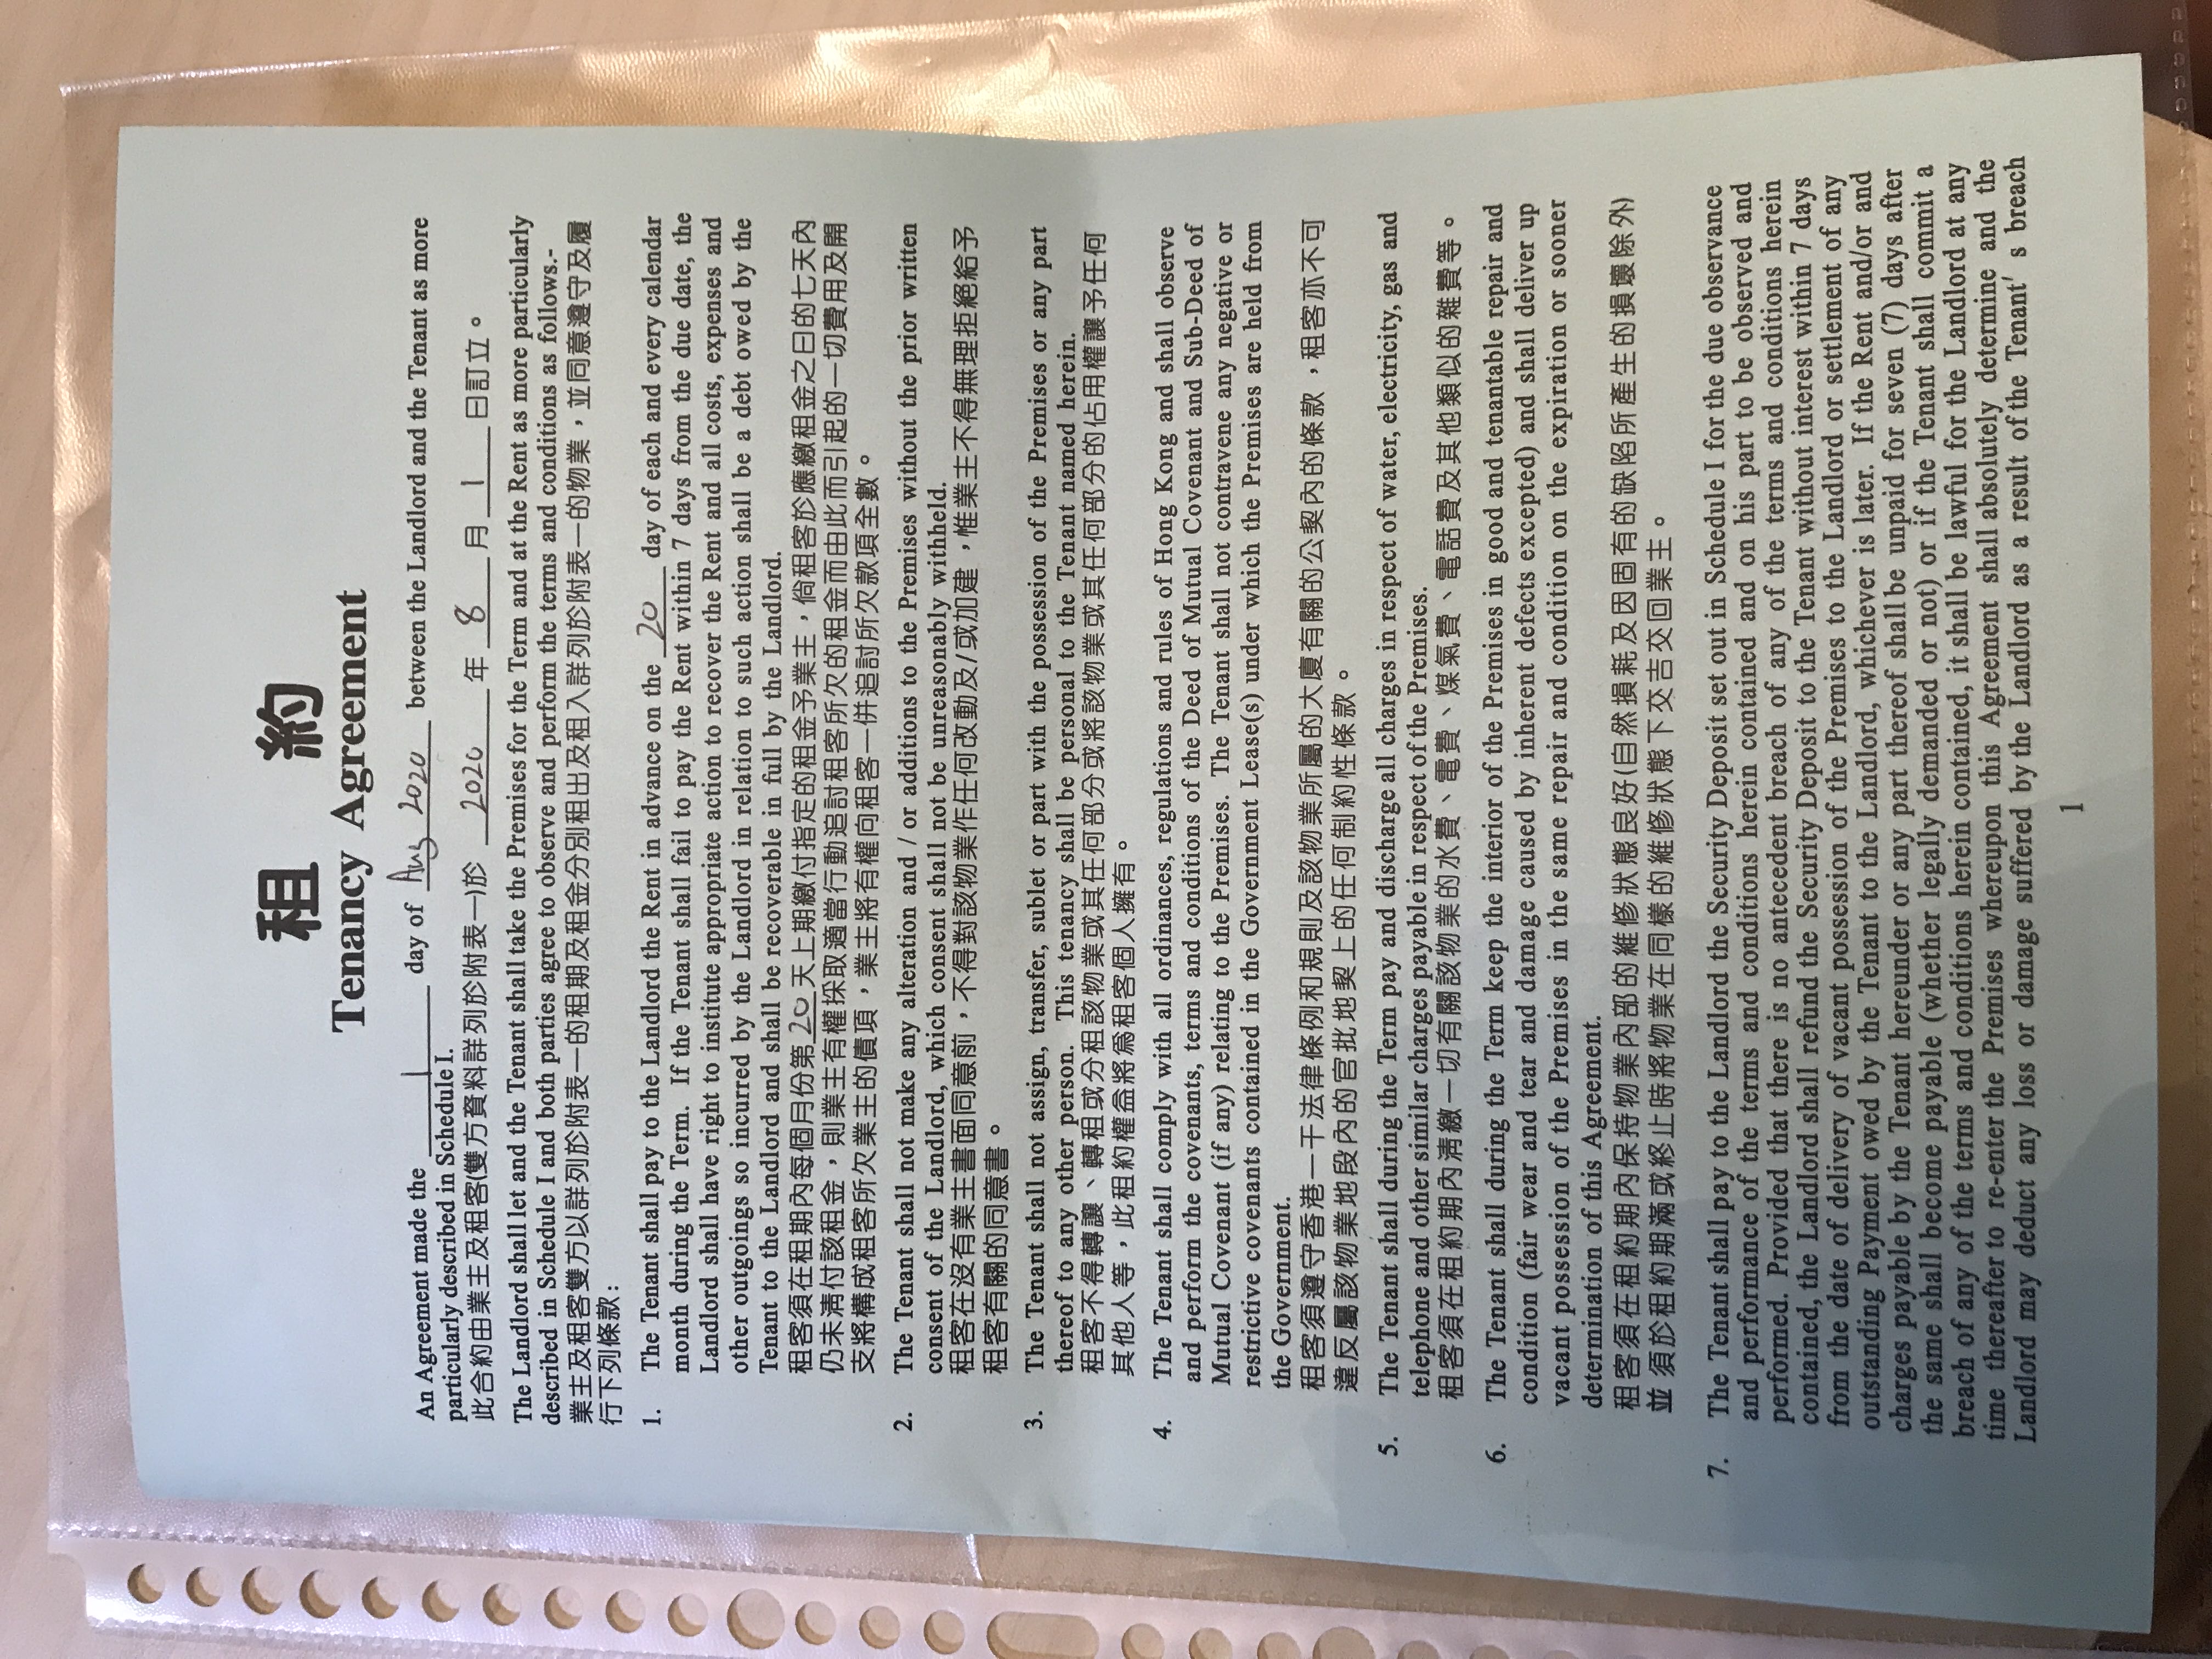 租 約
Tenancy Agreement
An Agreement made the 1 day of Aug 2020 between the Landlord and the Tenant as more
particularly described in Schedule I.
此合約由業主及租客(雙方資料詳列於附表一)於 2020 年 8 月 1 日訂立。
The Landlord shall let and the Tenant shall take the Premises for the Term and at the Rent as more particularly
described in Schedule I and both parties agree to observe and perform the terms and conditions as follows.-
業主及租客雙方以詳列於附表一的租期及租金分別租出及租入詳列於附表一的物業，並同意遵守及履
行下列條款：
1. The Tenant shall pay to the Landlord the Rent in advance on the 20 day of each and every calendar
month during the Term. If the Tenant shall fail to pay the Rent within 7 days from the due date, the
Landlord shall have right to institute appropriate action to recover the Rent and all costs, expenses and
other outgoings so incurred by the Landlord in relation to such action shall be a debt owed by the
Tenant to the Landlord and shall be recoverable in full by the Landlord.
租客須在租期內每個月份第20天上期繳付指定的租金予業主，倘租客於應繳租金之日的七天內
仍未清付該租金，則業主有權採取適當行動追討租客所欠的租金而由此而引起的一切費用及開
支將構成租客所欠業主的債項，業主將有權向租客一併追討所欠款項全數。
2. The Tenant shall not make any alteration and / or additions to the Premises without the prior written
consent of the Landlord, which consent shall not be unreasonably withheld.
租客在沒有業主書面同意前，不得對該物業作任何改動及/或加建，惟業主不得無理拒絕給予
租客有關的同意書。
3. The Tenant shall not assign, transfer, sublet or part with the possession of the Premises or any part
thereof to any other person. This tenancy shall be personal to the Tenant named herein.
租客不得轉讓、轉租或分租該物業或其任何部分或將該物業或其任何部分的佔用權讓予任何
其他人等，此租約權益將為租客個人擁有。
4. The Tenant shall comply with all ordinances, regulations and rules of Hong Kong and shall observe
and perform the covenants, terms and conditions of the Deed of Mutual Covenant and Sub-Deed of
Mutual Covenant (if any) relating to the Premises. The Tenant shall not contravene any negative or
restrictive covenants contained in the Government Lease(s) under which the Premises are held from
the Government.
租客須遵守香港一干法律條例和規則及該物業所屬的大廈有關的公契內的條款，租客亦不可
違反屬該物業地段內的官批地契上的任何制約性條款。
5. The Tenant shall during the Term pay and discharge all charges in respect of water, electricity, gas and
telephone and other similar charges payable in respect of the Premises.
租客須在租約期內清繳一切有關該物業的水費、電費、煤氣費、電話費及其他類似的雜費等。
6. The Tenant shall during the Term keep the interior of the Premises in good and tenantable repair and
condition (fair wear and tear and damage caused by inherent defects excepted) and shall deliver up
vacant possession of the Premises in the same repair and condition on the expiration or sooner
determination of this Agreement.
租客須在租約期內保持物業內部的維修狀態良好(自然損耗及因固有的缺陷所產生的損壞除外)
並 須於租約期滿或終止時將物業在同樣的維修狀態下交吉交回業主。
7. The Tenant shall pay to the Landlord the Security Deposit set out in Schedule I for the due observance
and performance of the terms and conditions herein contained and on his part to be observed and
performed. Provided that there is no antecedent breach of any of the terms and conditions herein
contained, the Landlord shall refund the Security Deposit to the Tenant without interest within 7 days
from the date of delivery of vacant possession of the Premises to the Landlord or settlement of any
outstanding Payment owed by the Tenant to the Landlord, whichever is later. If the Rent and/or and
charges payable by the Tenant hereunder or any part thereof shall be unpaid for seven (7) days after
the same shall become payable (whether legally demanded or not) or if the Tenant shall commit a
breach of any of the terms and conditions herein contained, it shall be lawful for the Landlord at any
time thereafter to re-enter the Premises whereupon this Agreement shall absolutely determine and the
Landlord may deduct any loss or damage suffered by the Landlord as a result of the Tenant' s breach
1